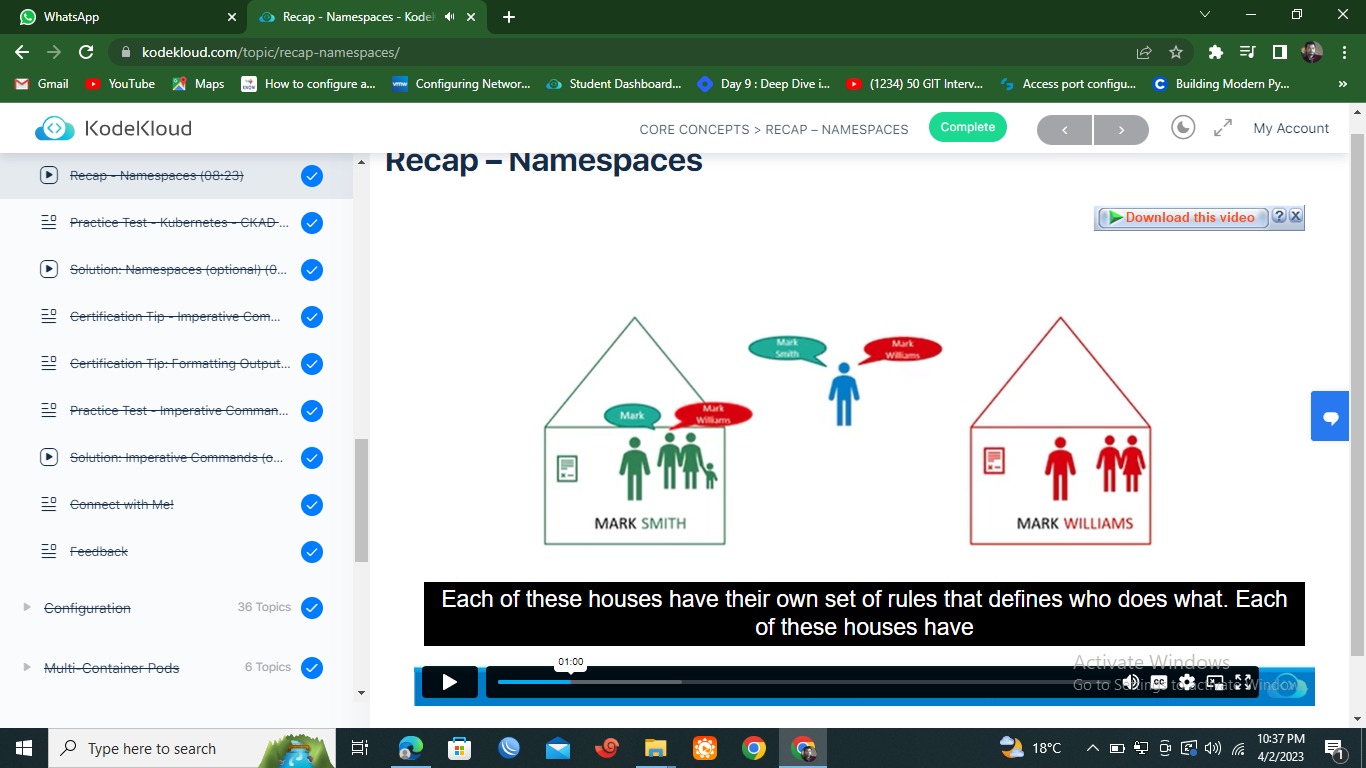 WhatsApp
Recap - Namespaces - Kodek
kodekloud.com/topic/recap-namespaces/
Gmail
YouTube
Maps
How to configure a...
Configuring Networ...
Student Dashboard...
Day 9 : Deep Dive i...
(1234) 50 GIT Interv...
Access port configu...
Building Modern Py...
KodeKloud
CORE CONCEPTS > RECAP – NAMESPACES
Complete
My Account
Recap - Namespaces (08:23)
Practice Test - Kubernetes - CKAD ...
Solution: Namespaces (optional) (0...
Certification Tip - Imperative Com...
Certification Tip: Formatting Output...
Practice Test - Imperative Comman...
Solution: Imperative Commands (o...
Connect with Me!
Feedback
Configuration
36 Topics
Multi-Container Pods
6 Topics
Recap – Namespaces
Download this video
Mark
Smith
Mark
Williams
Mark
Mark
Williams
MARK SMITH
MARK WILLIAMS
Each of these houses have their own set of rules that defines who does what. Each
of these houses have
01:00
CC
Activate Windows
Go to Settings to activate Windows.
Type here to search
18°C
10:37 PM
4/2/2023
1